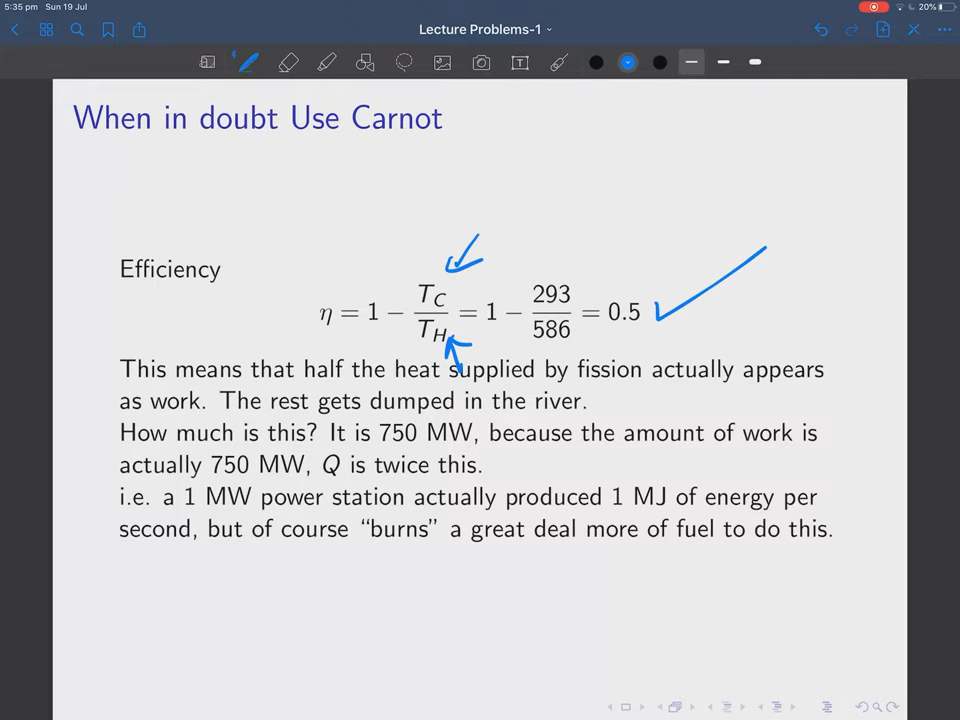 5:35 pm Sun 19 Jul
20%
Lecture Problems-1
When in doubt Use Carnot
Efficiency
η = 1 − T_C / T_H = 1 − 293 / 586 = 0.5
This means that half the heat supplied by fission actually appears
as work. The rest gets dumped in the river.
How much is this? It is 750 MW, because the amount of work is
actually 750 MW, Q is twice this.
i.e. a 1 MW power station actually produced 1 MJ of energy per
second, but of course “burns” a great deal more of fuel to do this.